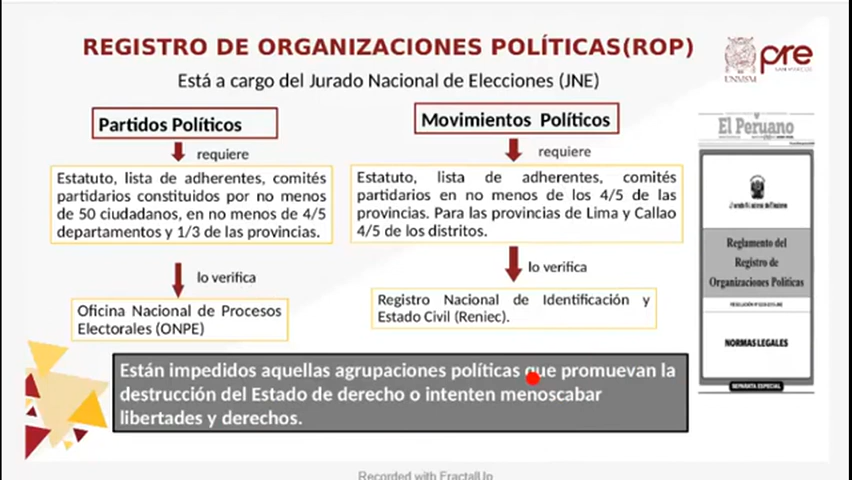 REGISTRO DE ORGANIZACIONES POLÍTICAS(ROP)
Está a cargo del Jurado Nacional de Elecciones (JNE)
pre
UNMSM
Partidos Políticos
requiere
Estatuto, lista de adherentes, comités
partidarios constituidos por no menos
de 50 ciudadanos, en no menos de 4/5
departamentos y 1/3 de las provincias.
lo verifica
Oficina Nacional de Procesos
Electorales (ONPE)
Movimientos Políticos
requiere
Estatuto, lista de adherentes, comités
partidarios en no menos de los 4/5 de las
provincias. Para las provincias de Lima y Callao
4/5 de los distritos.
lo verifica
Registro Nacional de Identificación y
Estado Civil (Reniec).
El Peruano
Jurado Nacional de Elecciones
Reglamento del
Registro de
Organizaciones Políticas
NORMAS LEGALES
SEPARATA ESPECIAL
Están impedidos aquellas agrupaciones políticas que promuevan la
destrucción del Estado de derecho o intenten menoscabar
libertades y derechos.
Recorded with FractalUp